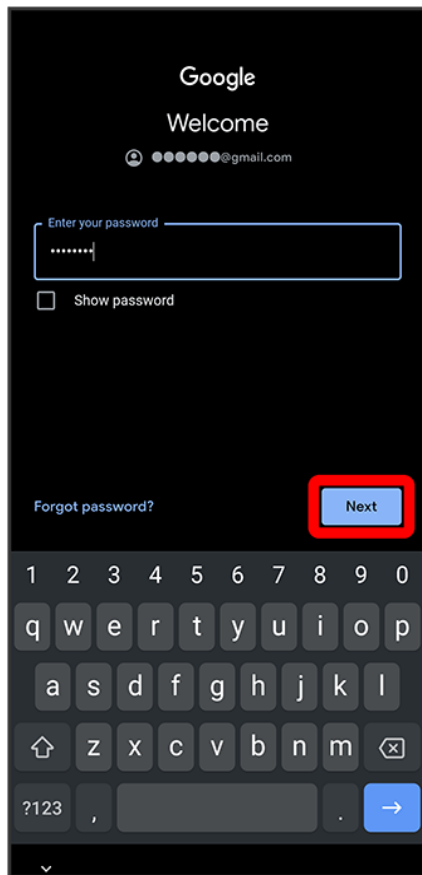 Google
Welcome
●●●●●●@gmail.com
Enter your password
••••••••
Show password
Forgot password?
Next
1 2 3 4 5 6 7 8 9 0
q w e r t y u i o p
a s d f g h j k l
z x c v b n m
?123 , .